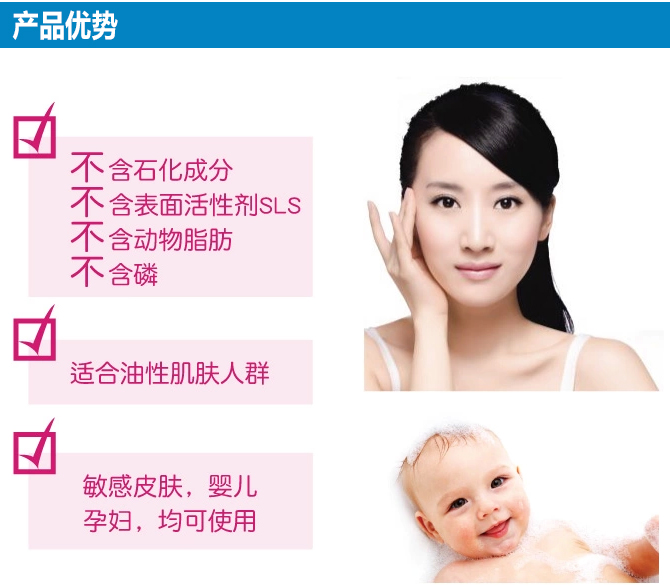 产品优势
不含石化成分
不含表面活性剂SLS
不含动物脂肪
不含磷
适合油性肌肤人群
敏感皮肤，婴儿
孕妇，均可使用